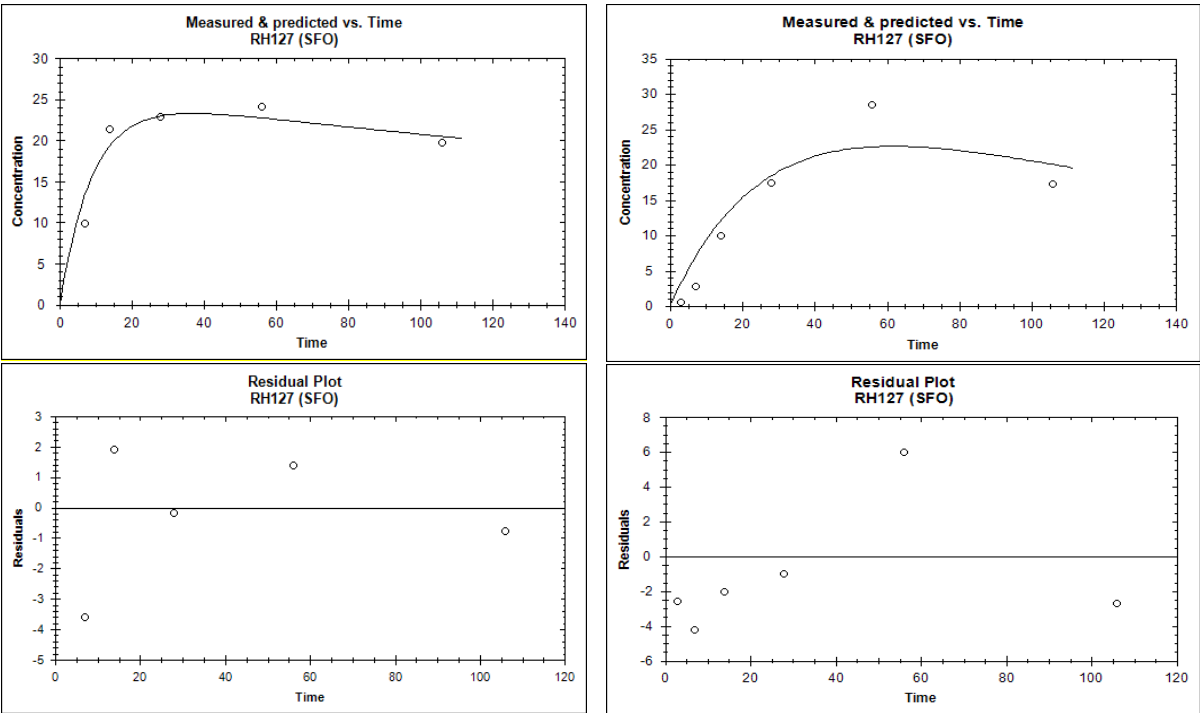 Measured & predicted vs. Time
RH127 (SFO)
Concentration
30
25
20
15
10
5
0
0 20 40 60 80 100 120 140
Time
Measured & predicted vs. Time
RH127 (SFO)
Concentration
35
30
25
20
15
10
5
0
0 20 40 60 80 100 120 140
Time
Residual Plot
RH127 (SFO)
Residuals
3
2
1
0
-1
-2
-3
-4
-5
0 20 40 60 80 100 120
Time
Residual Plot
RH127 (SFO)
Residuals
8
6
4
2
0
-2
-4
-6
0 20 40 60 80 100 120
Time